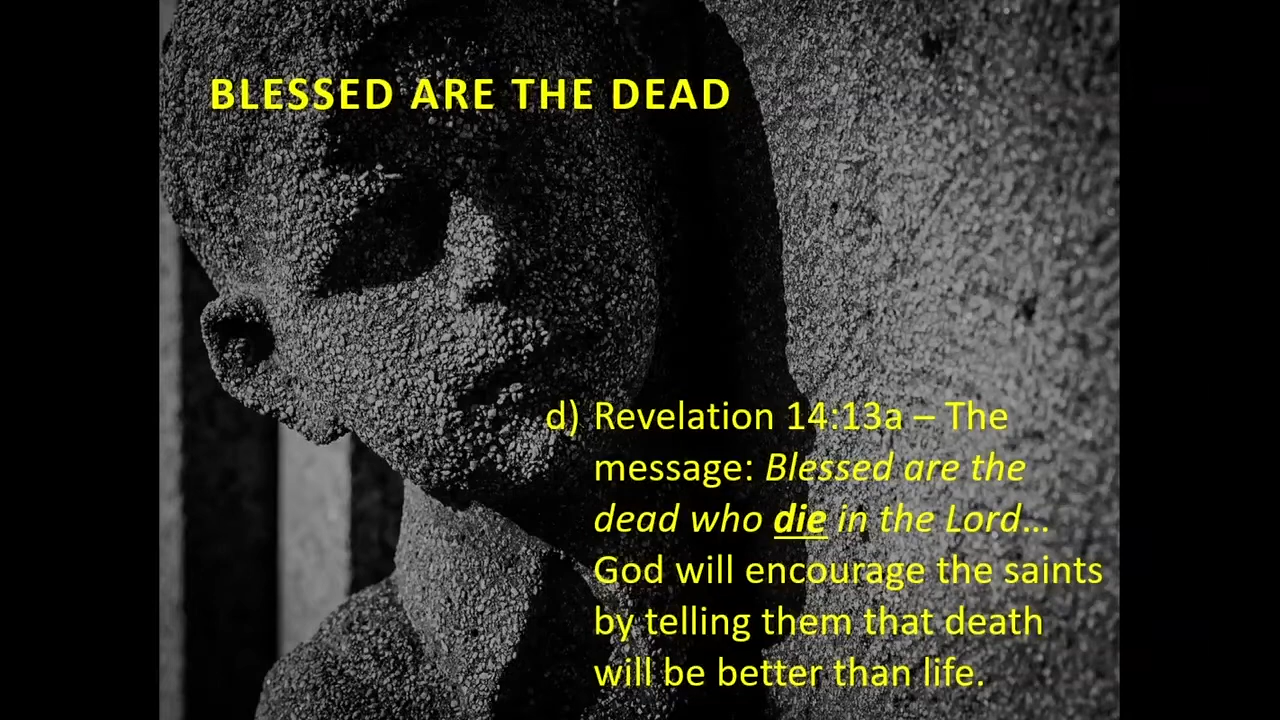 BLESSED ARE THE DEAD
d) Revelation 14:13a – The
message: Blessed are the
dead who die in the Lord…
God will encourage the saints
by telling them that death
will be better than life.